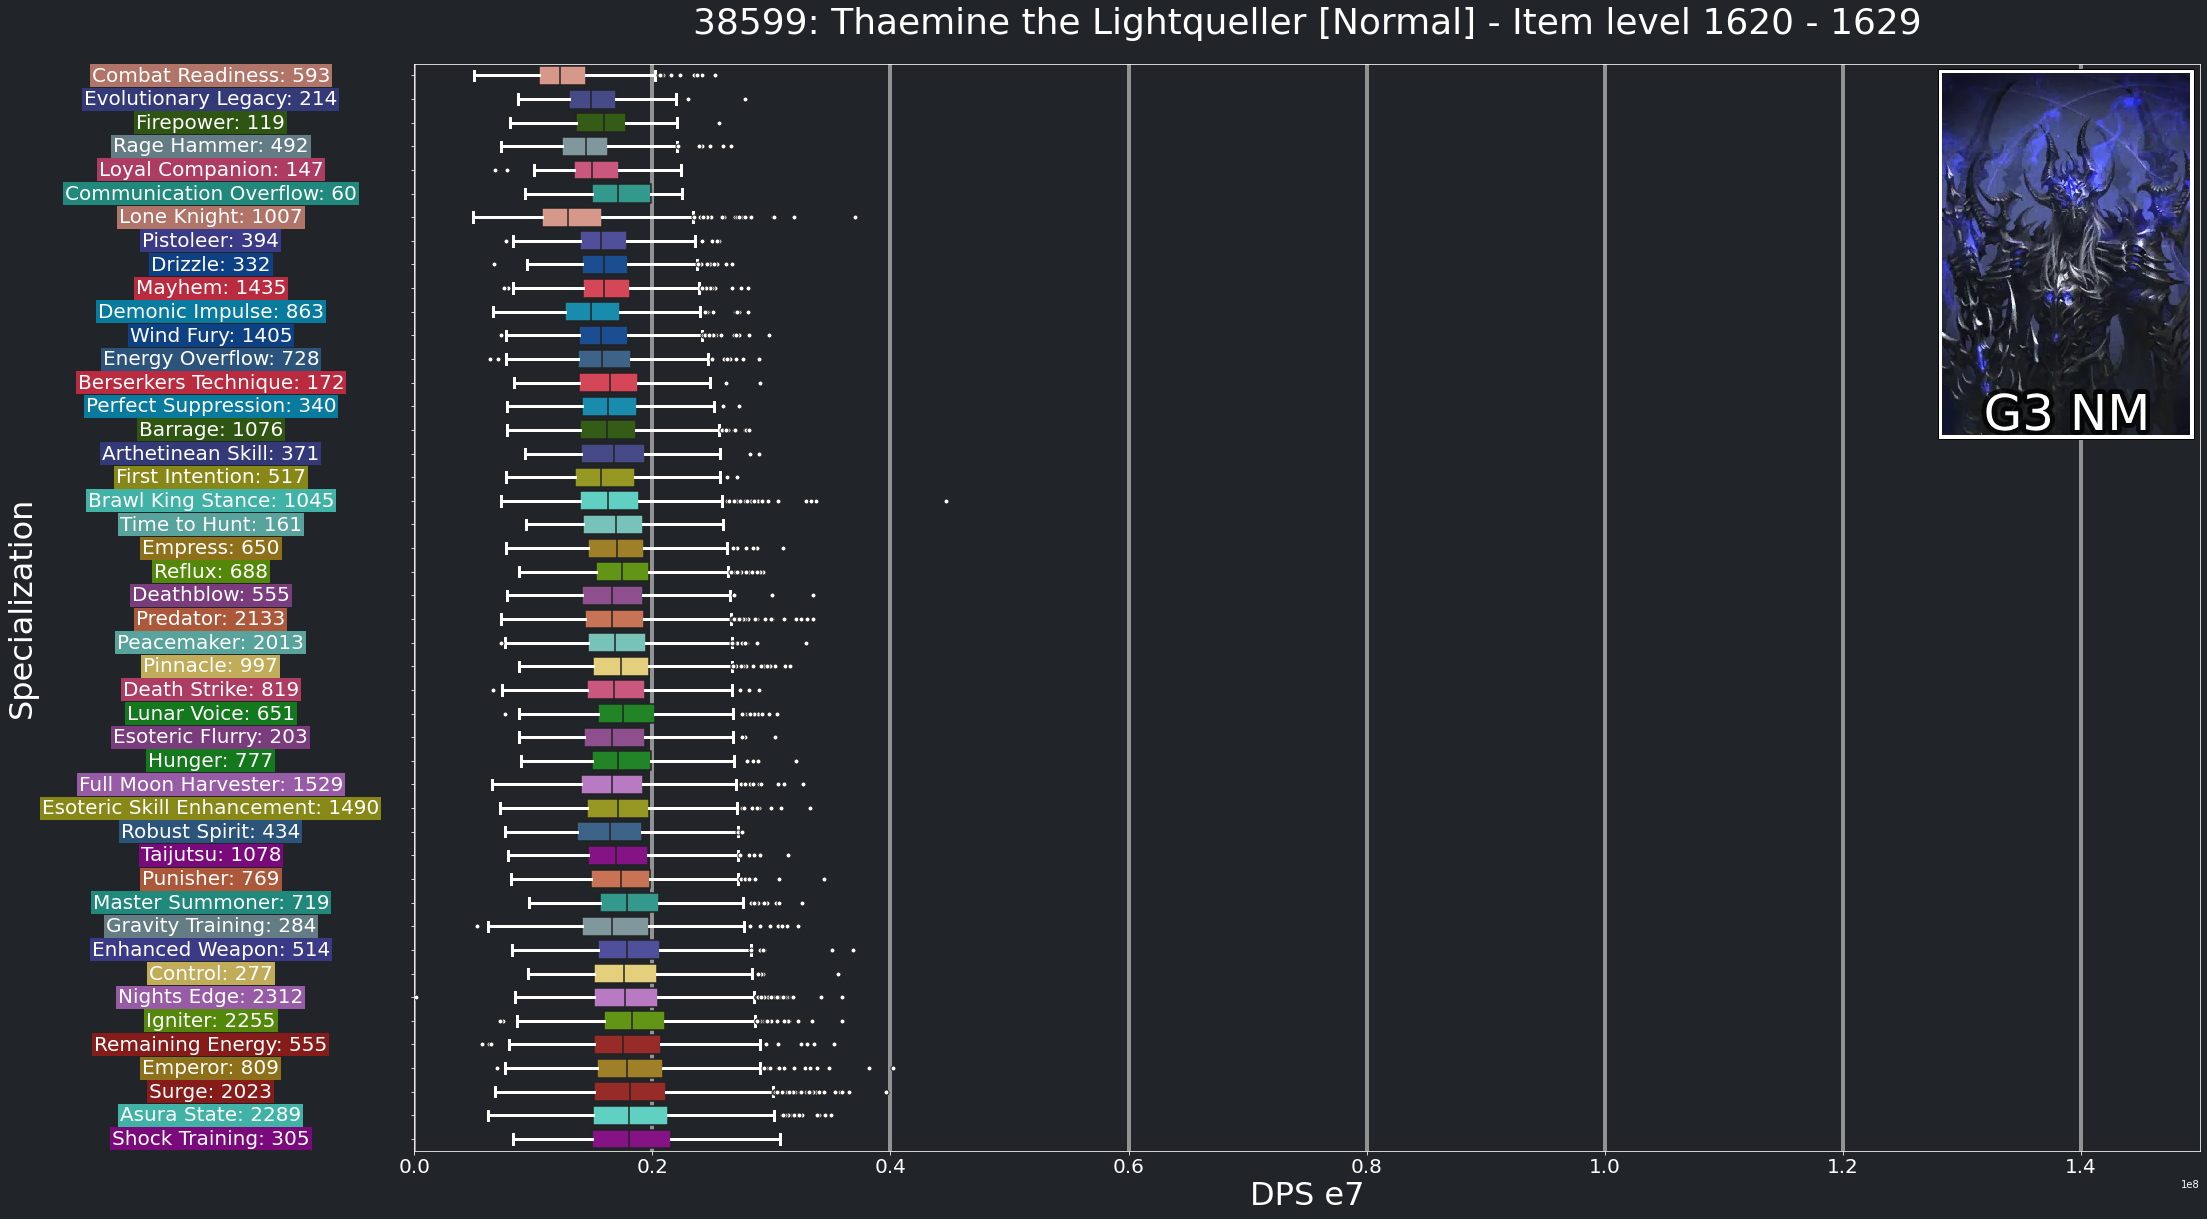 38599: Thaemine the Lightqueller [Normal] - Item level 1620 - 1629
Combat Readiness: 593
Evolutionary Legacy: 214
Firepower: 119
Rage Hammer: 492
Loyal Companion: 147
Communication Overflow: 60
Lone Knight: 1007
Pistoleer: 394
Drizzle: 332
Mayhem: 1435
Demonic Impulse: 863
Wind Fury: 1405
Energy Overflow: 728
Berserkers Technique: 172
Perfect Suppression: 340
Barrage: 1076
Arthetinean Skill: 371
First Intention: 517
Brawl King Stance: 1045
Time to Hunt: 161
Empress: 650
Reflux: 688
Deathblow: 555
Predator: 2133
Peacemaker: 2013
Pinnacle: 997
Death Strike: 819
Lunar Voice: 651
Esoteric Flurry: 203
Hunger: 777
Full Moon Harvester: 1529
Esoteric Skill Enhancement: 1490
Robust Spirit: 434
Taijutsu: 1078
Punisher: 769
Master Summoner: 719
Gravity Training: 284
Enhanced Weapon: 514
Control: 277
Nights Edge: 2312
Igniter: 2255
Remaining Energy: 555
Emperor: 809
Surge: 2023
Asura State: 2289
Shock Training: 305
Specialization
G3 NM
0.0 0.2 0.4 0.6 0.8 1.0 1.2 1.4
DPS e7
1e8